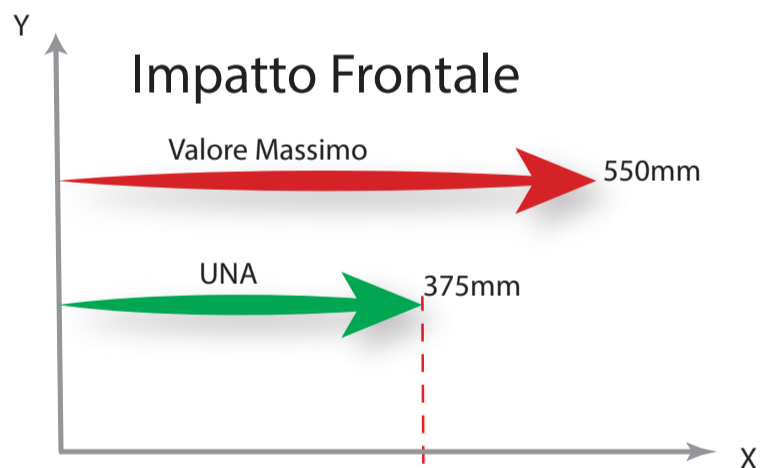 Y
Impatto Frontale
Valore Massimo
550mm
UNA
375mm
X